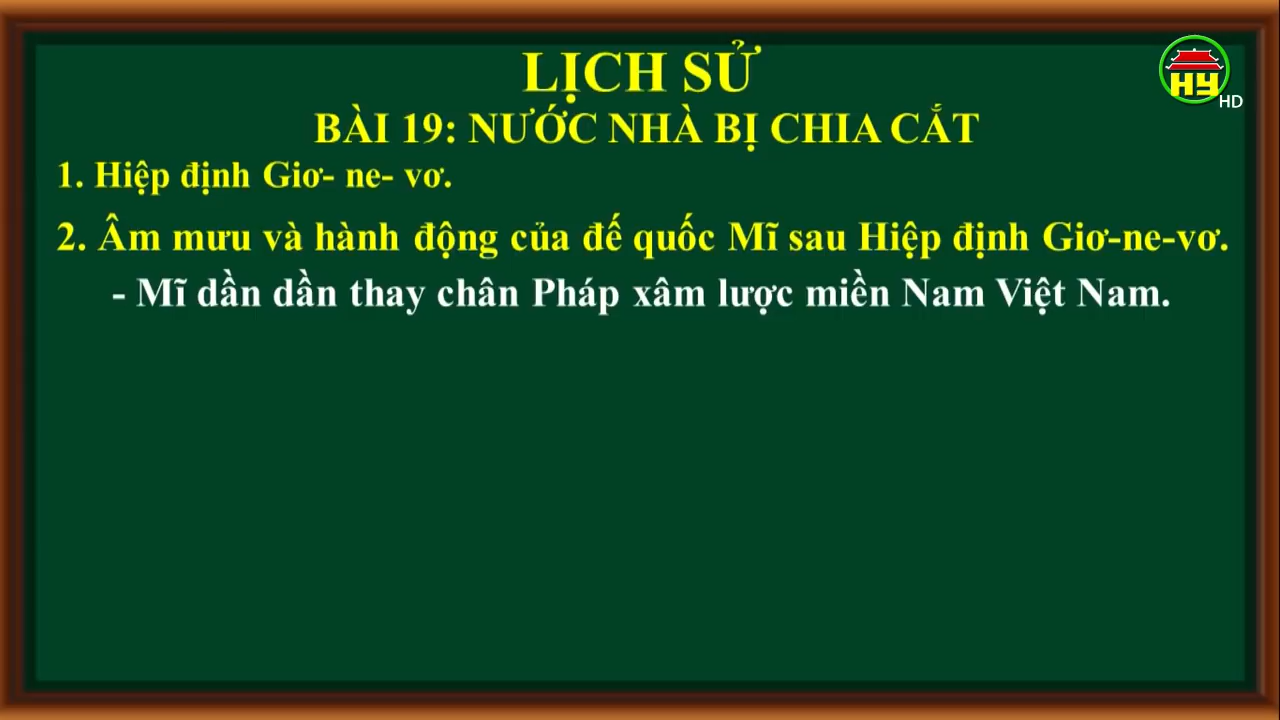 LỊCH SỬ
BÀI 19: NƯỚC NHÀ BỊ CHIA CẮT
1. Hiệp định Giơ- ne- vơ.
2. Âm mưu và hành động của đế quốc Mĩ sau Hiệp định Giơ-ne-vơ.
- Mĩ dần dần thay chân Pháp xâm lược miền Nam Việt Nam.
HY
HD